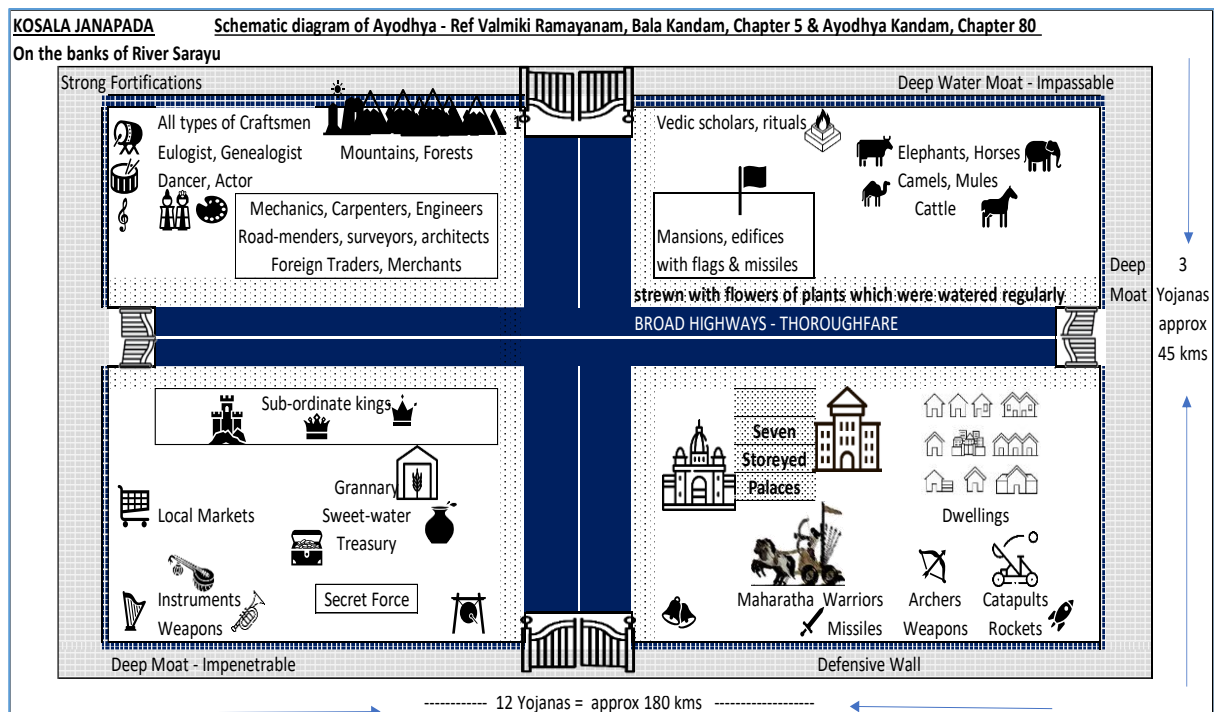 KOSALA JANAPADA Schematic diagram of Ayodhya - Ref Valmiki Ramayanam, Bala Kandam, Chapter 5 & Ayodhya Kandam, Chapter 80
On the banks of River Sarayu
Strong Fortifications
Deep Water Moat - Impassable
All types of Craftsmen
Eulogist, Genealogist
Dancer, Actor
Mountains, Forests
Mechanics, Carpenters, Engineers
Road-menders, surveyors, architects
Foreign Traders, Merchants
Vedic scholars, rituals
Elephants, Horses
Camels, Mules
Cattle
Mansions, edifices
with flags & missiles
strewn with flowers of plants which were watered regularly
BROAD HIGHWAYS - THOROUGHFARE
Deep
Moat
3
Yojanas
approx
45 kms
Sub-ordinate kings
Grannary
Local Markets
Sweet-water
Treasury
Instruments
Weapons
Secret Force
Seven
Storeyed
Palaces
Dwellings
Maharatha Warriors
Missiles
Archers
Weapons
Catapults
Rockets
Deep Moat - Impenetrable
Defensive Wall
------------ 12 Yojanas = approx 180 kms ------------------